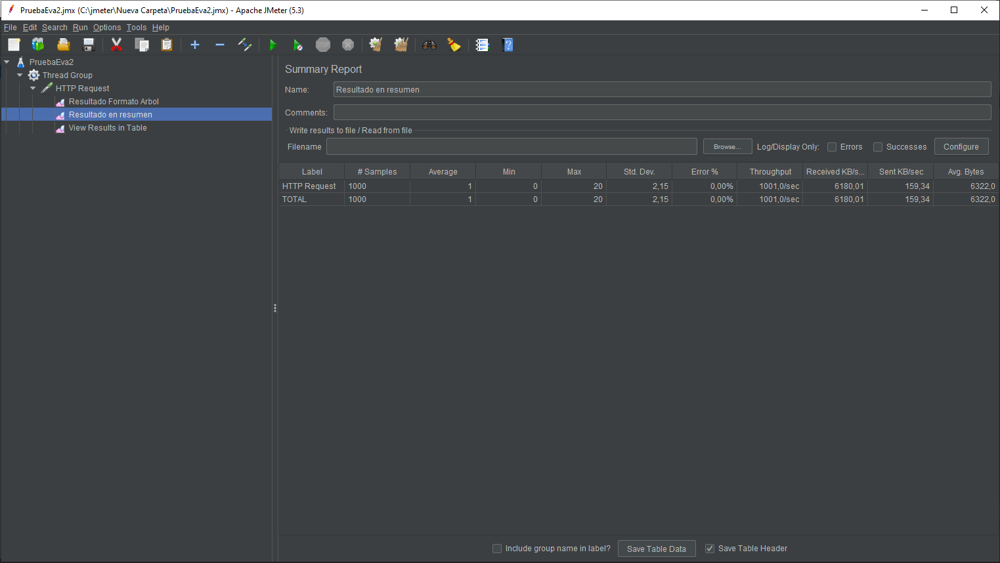 PruebaEva2.jmx (C:\jmeter\Nueva Carpeta\PruebaEva2.jmx) - Apache JMeter (5.3)
File Edit Search Run Options Tools Help
STOP
PruebaEva2
Thread Group
HTTP Request
Resultado Formato Arbol
Resultado en resumen
View Results in Table
Summary Report
Name: Resultado en resumen
Comments:
Write results to file / Read from file
Filename Browse... Log/Display Only: Errors Successes Configure
Label # Samples Average Min Max Std. Dev. Error % Throughput Received KB/s... Sent KB/sec Avg. Bytes
HTTP Request 1000 1 0 20 2,15 0,00% 1001,0/sec 6180,01 159,34 6322,0
TOTAL 1000 1 0 20 2,15 0,00% 1001,0/sec 6180,01 159,34 6322,0
Include group name in label? Save Table Data Save Table Header